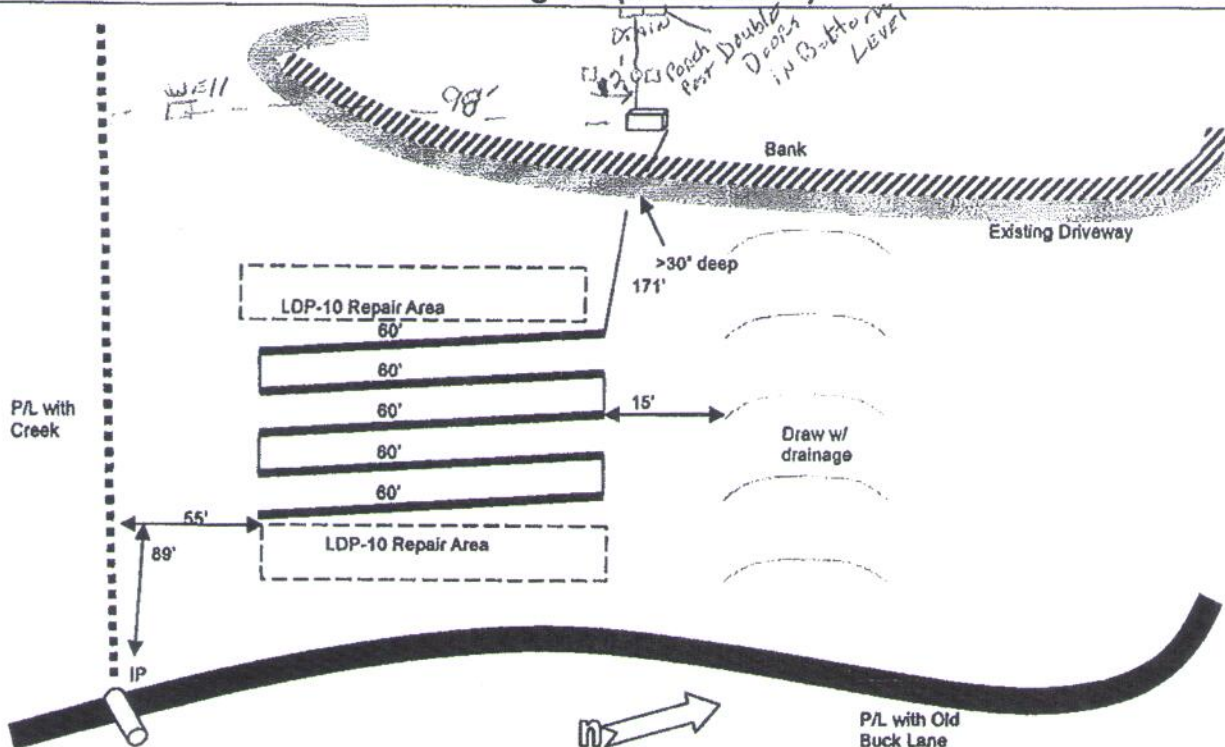 Drain
Porch
Post
Double
Doors
in Bottom
Level
Well
98'
Bank
Existing Driveway
>30" deep
171'
LDP-10 Repair Area
60'
60'
60'
60'
60'
15'
P/L with
Creek
Draw w/
drainage
55'
89'
LDP-10 Repair Area
IP
n
P/L with Old
Buck Lane